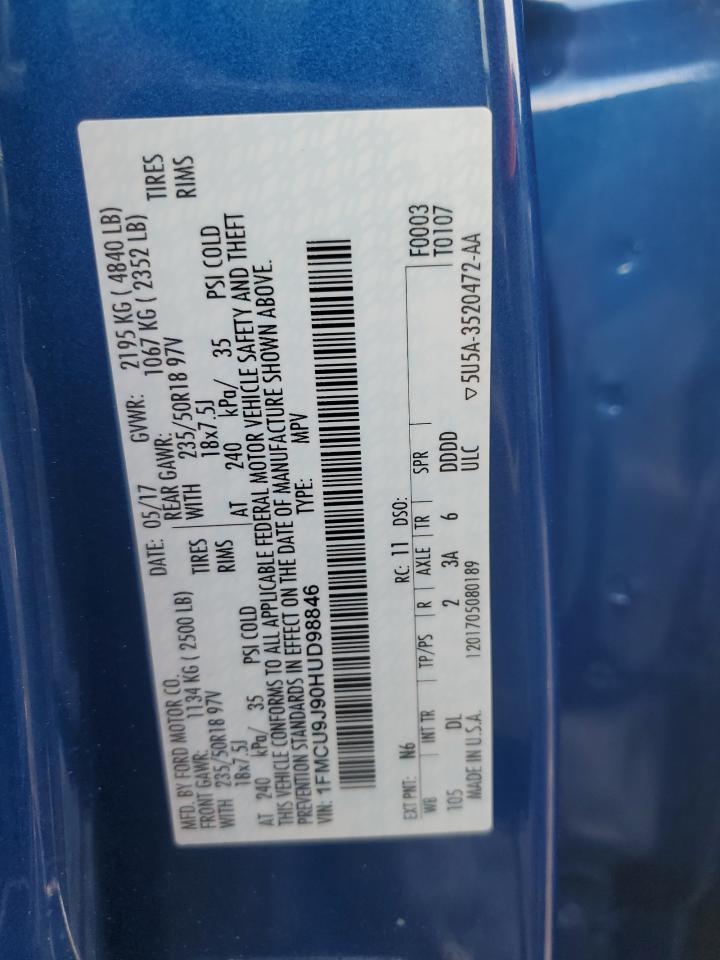 MFD. BY FORD MOTOR CO.
DATE: 05/17 GVWR: 2195 KG ( 4840 LB)
FRONT GAWR: 1134 KG ( 2500 LB) REAR GAWR: 1067 KG ( 2352 LB)
WITH 235/50R18 97V TIRES WITH 235/50R18 97V TIRES
18x7.5J RIMS 18x7.5J RIMS
AT 240 kPa/ 35 PSI COLD AT 240 kPa/ 35 PSI COLD
THIS VEHICLE CONFORMS TO ALL APPLICABLE FEDERAL MOTOR VEHICLE SAFETY AND THEFT
PREVENTION STANDARDS IN EFFECT ON THE DATE OF MANUFACTURE SHOWN ABOVE.
VIN: 1FMCU9J90HUD98846 TYPE: MPV
EXT PNT: N6 RC: 11 DSO: F0003
T0107
WB INT TR TP/PS R AXLE TR SPR
105 DL 2 3A 6 DDDD
MADE IN U.S.A. 1201705080189 ULC ▽5U5A-3520472-AA